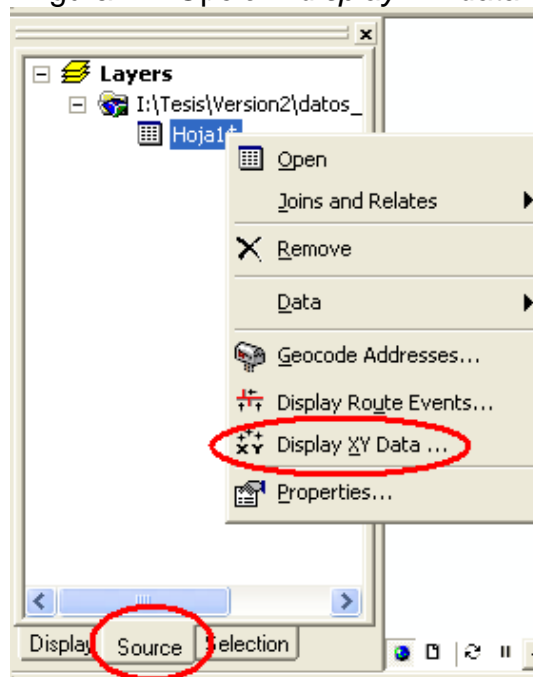 Layers
I:\Tesis\Version2\datos_
Hoja1$
Open
Joins and Relates
Remove
Data
Geocode Addresses...
Display Route Events...
Display XY Data ...
Properties...
Display
Source
Selection